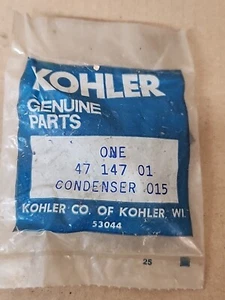 KOHLER
GENUINE
PARTS
ONE
47 147 01
CONDENSER 015
KOHLER CO. OF KOHLER, WI.
53044
25